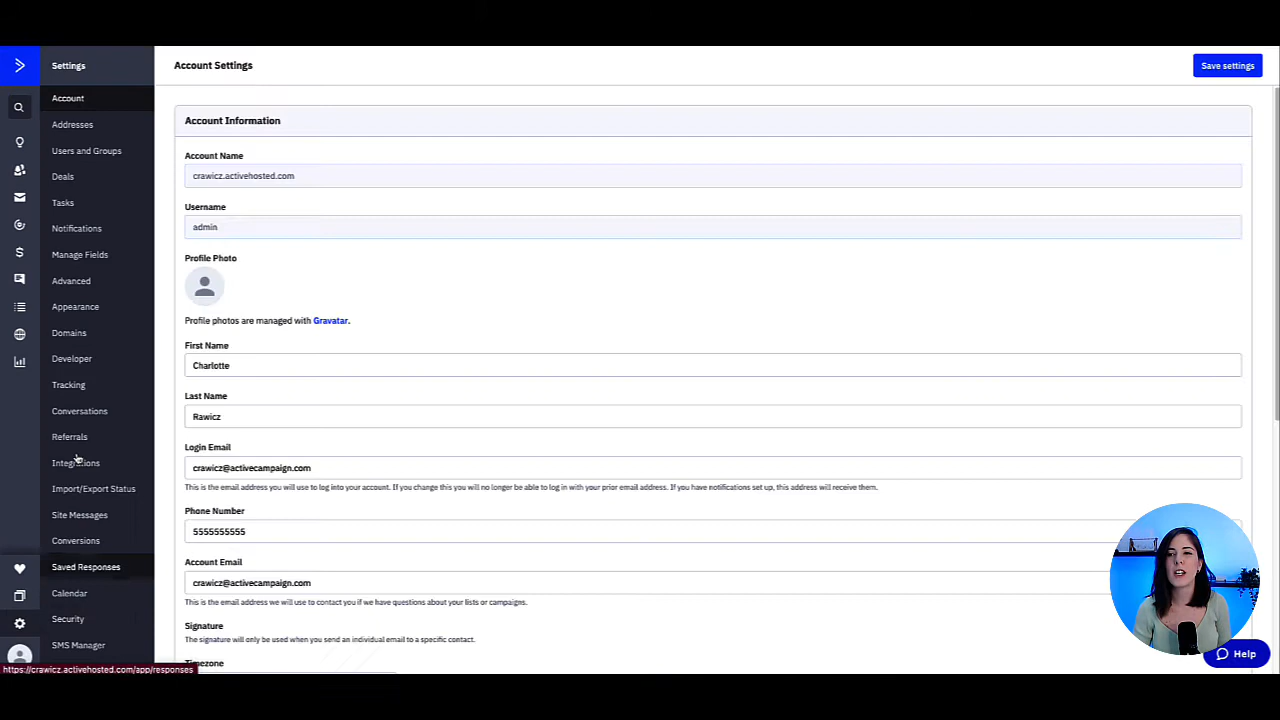 Settings
Account
Addresses
Users and Groups
Deals
Tasks
Notifications
Manage Fields
Advanced
Appearance
Domains
Developer
Tracking
Conversations
Referrals
Integrations
Import/Export Status
Site Messages
Conversions
Saved Responses
Calendar
Security
SMS Manager
https://crawicz.activehosted.com/app/responses
Account Settings
Save settings
Account Information
Account Name
crawicz.activehosted.com
Username
admin
Profile Photo
Profile photos are managed with Gravatar.
First Name
Charlotte
Last Name
Rawicz
Login Email
crawicz@activecampaign.com
This is the email address you will use to log into your account. If you change this you will no longer be able to log in with your prior email address. If you have notifications set up, this address will receive them.
Phone Number
5555555555
Account Email
crawicz@activecampaign.com
This is the email address we will use to contact you if we have questions about your lists or campaigns.
Signature
The signature will only be used when you send an individual email to a specific contact.
Timezone
Help